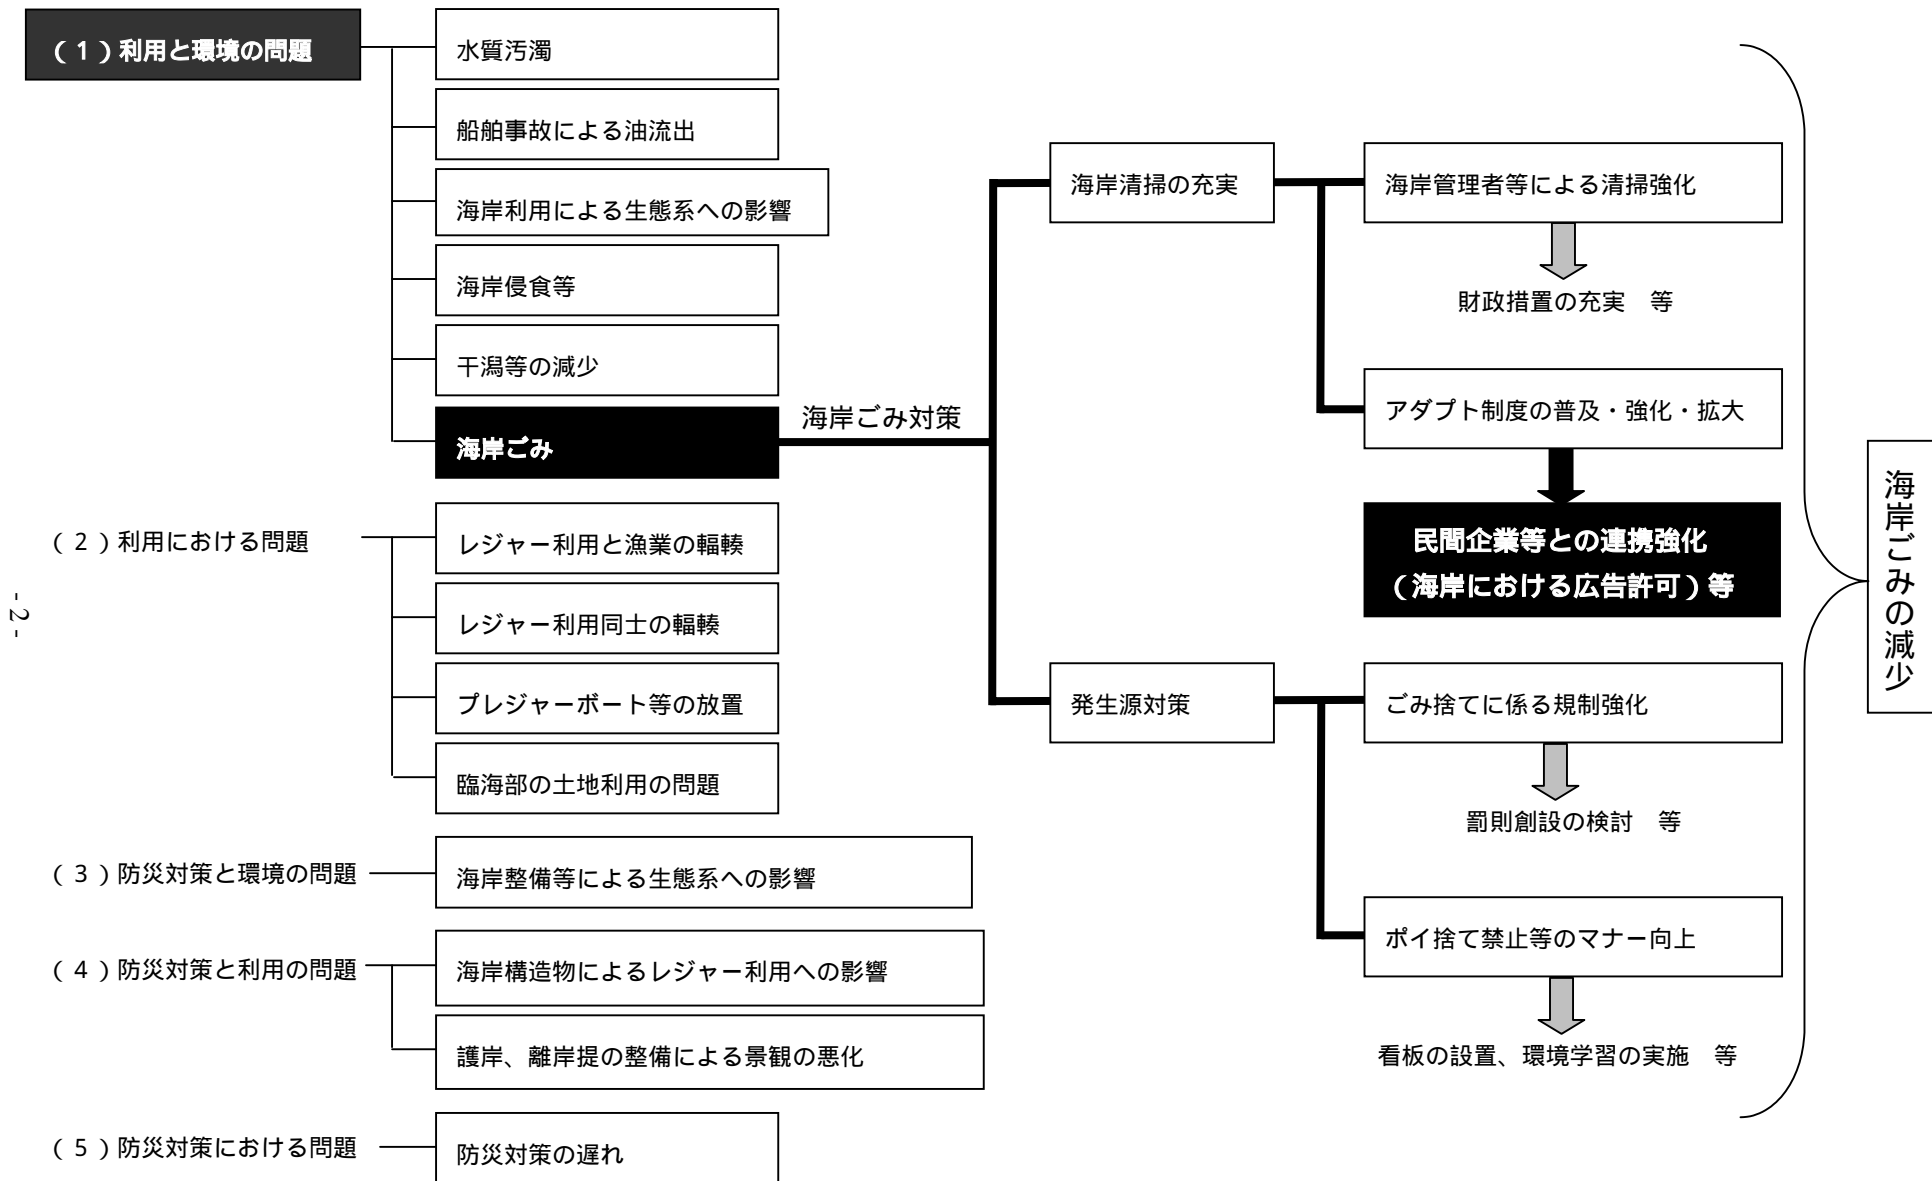 （１）利用と環境の問題
水質汚濁
船舶事故による油流出
海岸利用による生態系への影響
海岸侵食等
干潟等の減少
海岸ごみ
海岸ごみ対策
（２）利用における問題
レジャー利用と漁業の輻輳
レジャー利用同士の輻輳
プレジャーボート等の放置
臨海部の土地利用の問題
（３）防災対策と環境の問題
海岸整備等による生態系への影響
（４）防災対策と利用の問題
海岸構造物によるレジャー利用への影響
護岸、離岸提の整備による景観の悪化
（５）防災対策における問題
防災対策の遅れ
海岸清掃の充実
海岸管理者等による清掃強化
財政措置の充実　等
アダプト制度の普及・強化・拡大
民間企業等との連携強化
（海岸における広告許可）等
発生源対策
ごみ捨てに係る規制強化
罰則創設の検討　等
ポイ捨て禁止等のマナー向上
看板の設置、環境学習の実施　等
海岸ごみの減少
- 2 -